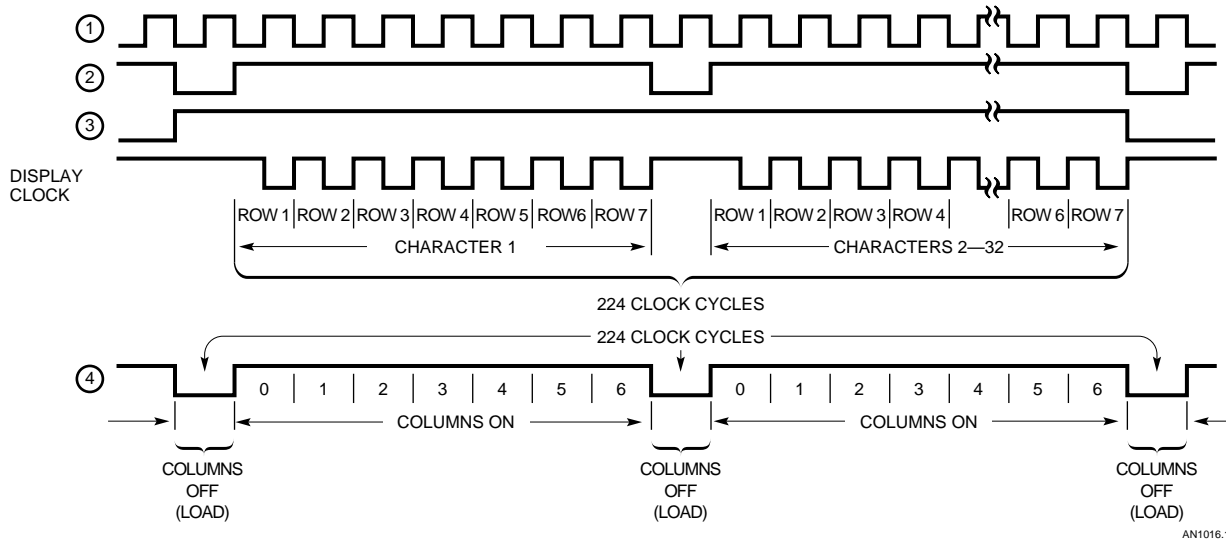 1
2
3
DISPLAY
CLOCK
ROW 1 ROW 2 ROW 3 ROW 4 ROW 5 ROW6 ROW 7 ROW 1 ROW 2 ROW 3 ROW 4 ROW 6 ROW 7
CHARACTER 1 CHARACTERS 2—32
224 CLOCK CYCLES
224 CLOCK CYCLES
4
0 1 2 3 4 5 6 0 1 2 3 4 5 6
COLUMNS ON COLUMNS ON
COLUMNS COLUMNS COLUMNS
OFF OFF OFF
(LOAD) (LOAD) (LOAD)